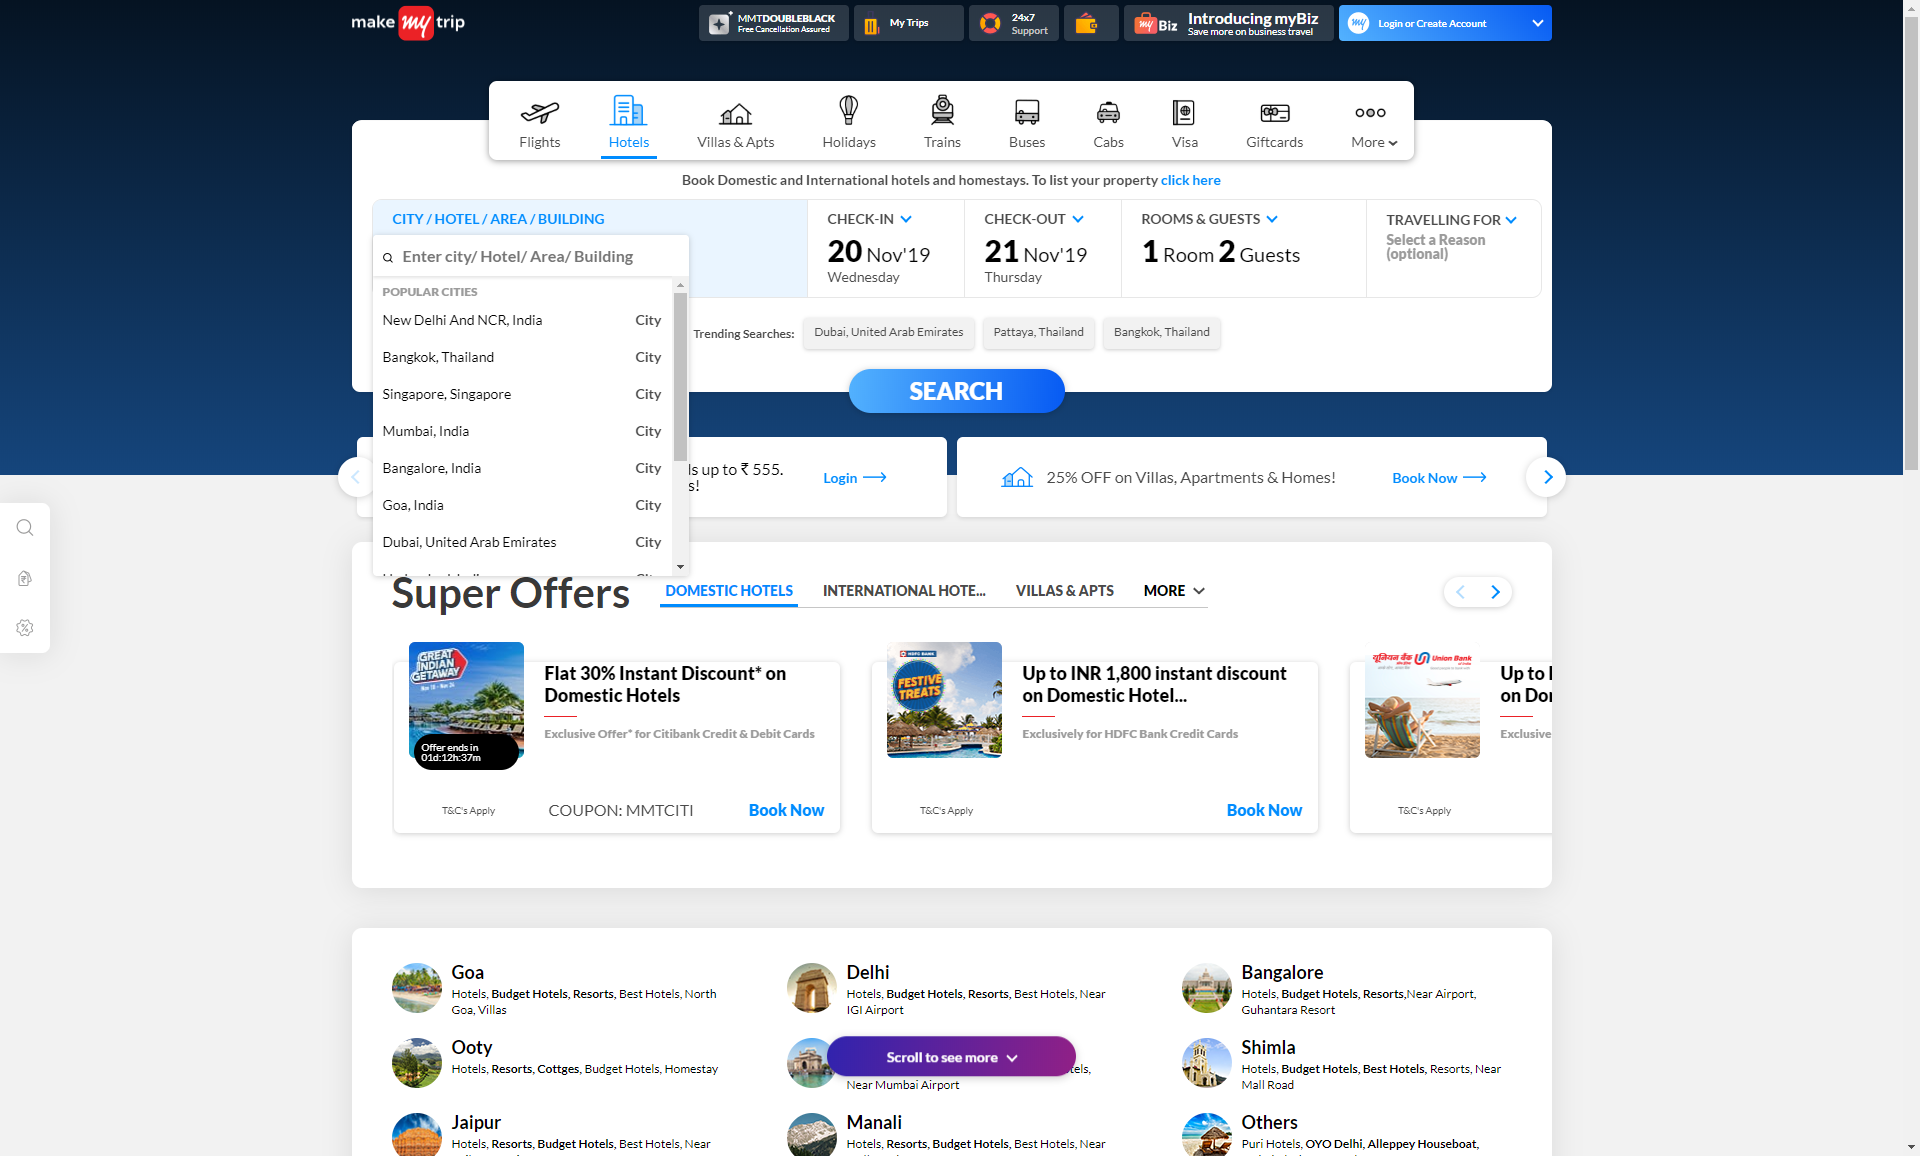 make my trip
MMTDOUBLEBLACK
Free Cancellation Assured
My Trips
24x7
Support
my Biz
Introducing myBiz
Save more on business travel
my
Login or Create Account
Flights
Hotels
Villas & Apts
Holidays
Trains
Buses
Cabs
Visa
Giftcards
More
Book Domestic and International hotels and homestays. To list your property click here
CITY / HOTEL / AREA / BUILDING
Enter city/ Hotel/ Area/ Building
CHECK-IN
20 Nov'19
Wednesday
CHECK-OUT
21 Nov'19
Thursday
ROOMS & GUESTS
1 Room 2 Guests
TRAVELLING FOR
Select a Reason
(optional)
POPULAR CITIES
New Delhi And NCR, India City
Bangkok, Thailand City
Singapore, Singapore City
Mumbai, India City
Bangalore, India City
Goa, India City
Dubai, United Arab Emirates City
Trending Searches:
Dubai, United Arab Emirates
Pattaya, Thailand
Bangkok, Thailand
SEARCH
up to ₹ 555.
Login
25% OFF on Villas, Apartments & Homes!
Book Now
Super Offers
DOMESTIC HOTELS
INTERNATIONAL HOTE...
VILLAS & APTS
MORE
GREAT
INDIAN
GETAWAY
Nov 18 - Nov 24
Offer ends in
01d:12h:37m
Flat 30% Instant Discount* on
Domestic Hotels
Exclusive Offer* for Citibank Credit & Debit Cards
T&C's Apply
COUPON: MMTCITI
Book Now
HDFC BANK
FESTIVE
TREATS
Up to INR 1,800 instant discount
on Domestic Hotel...
Exclusively for HDFC Bank Credit Cards
T&C's Apply
Book Now
यूनियन बैंक
Union Bank
Up to
on Do
Exclusive
T&C's Apply
Goa
Hotels, Budget Hotels, Resorts, Best Hotels, North
Goa, Villas
Delhi
Hotels, Budget Hotels, Resorts, Best Hotels, Near
IGI Airport
Bangalore
Hotels, Budget Hotels, Resorts,Near Airport,
Guhantara Resort
Ooty
Hotels, Resorts, Cottges, Budget Hotels, Homestay
Scroll to see more
Near Mumbai Airport
Shimla
Hotels, Budget Hotels, Best Hotels, Resorts, Near
Mall Road
Jaipur
Hotels, Resorts, Budget Hotels, Best Hotels, Near
Manali
Hotels, Resorts, Budget Hotels, Best Hotels, Near
Others
Puri Hotels, OYO Delhi, Alleppey Houseboat,